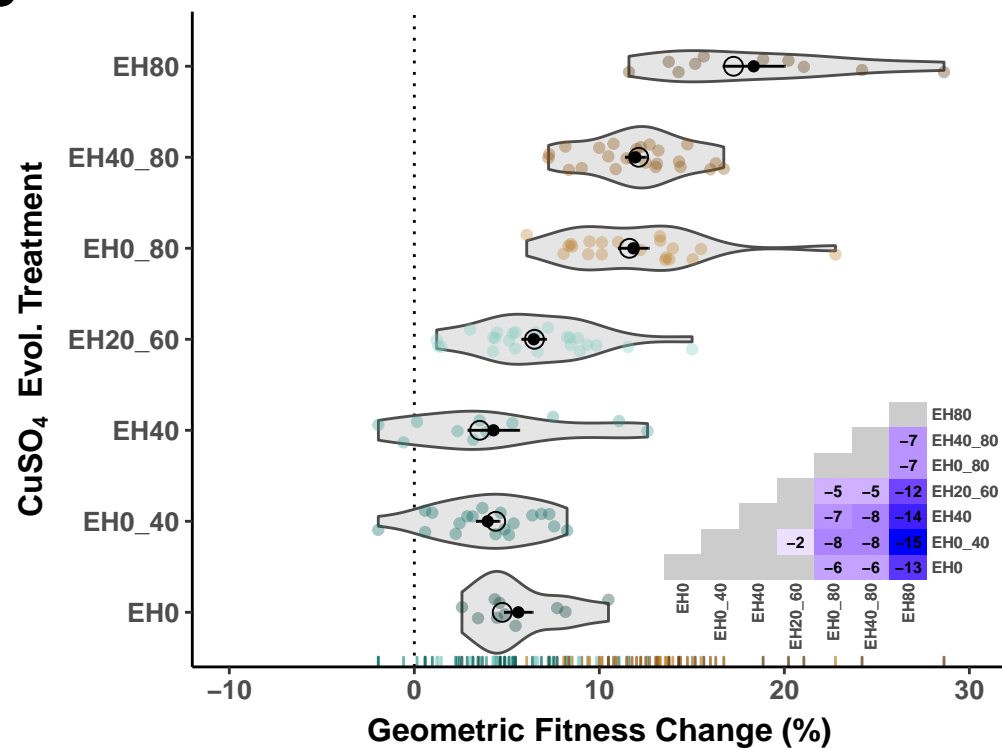 EH80
EH40_80
EH0_80
EH20_60
EH40
EH0_40
EH0
CuSO4 Evol. Treatment
−10 0 10 20 30
Geometric Fitness Change (%)
EH80
−7 EH40_80
−7 EH0_80
−5 −5 −12 EH20_60
−7 −8 −14 EH40
−2 −8 −8 −15 EH0_40
−6 −6 −13 EH0
EH0 EH0_40 EH40 EH20_60 EH0_80 EH40_80 EH80